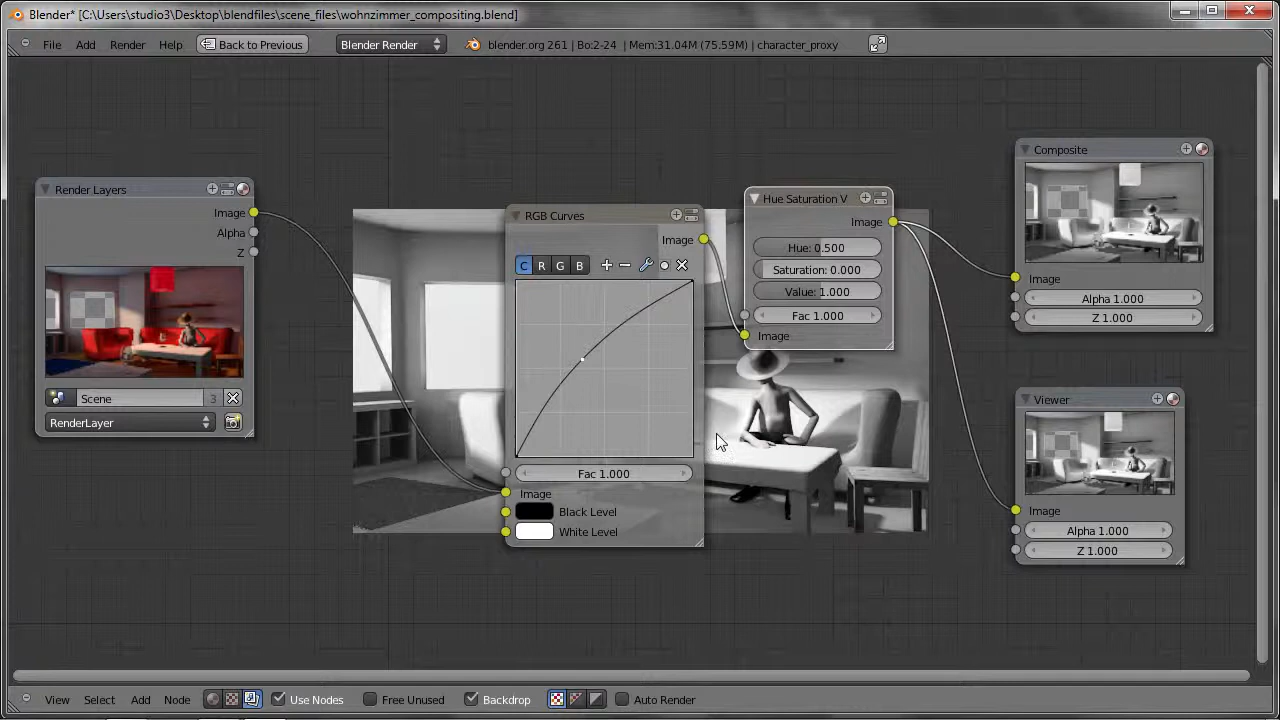 Blender* [C:\Users\studio3\Desktop\blendfiles\scene_files\wohnzimmer_compositing.blend]
File Add Render Help Back to Previous Blender Render blender.org 261 | Bo:2-24 | Mem:31.04M (75.59M) | character_proxy
Render Layers
Image
Alpha
Z
Scene 3
RenderLayer
RGB Curves
Image
C R G B
Fac 1.000
Image
Black Level
White Level
Hue Saturation V
Image
Hue: 0.500
Saturation: 0.000
Value: 1.000
Fac 1.000
Image
Composite
Image
Alpha 1.000
Z 1.000
Viewer
Image
Alpha 1.000
Z 1.000
View Select Add Node Use Nodes Free Unused Backdrop Auto Render